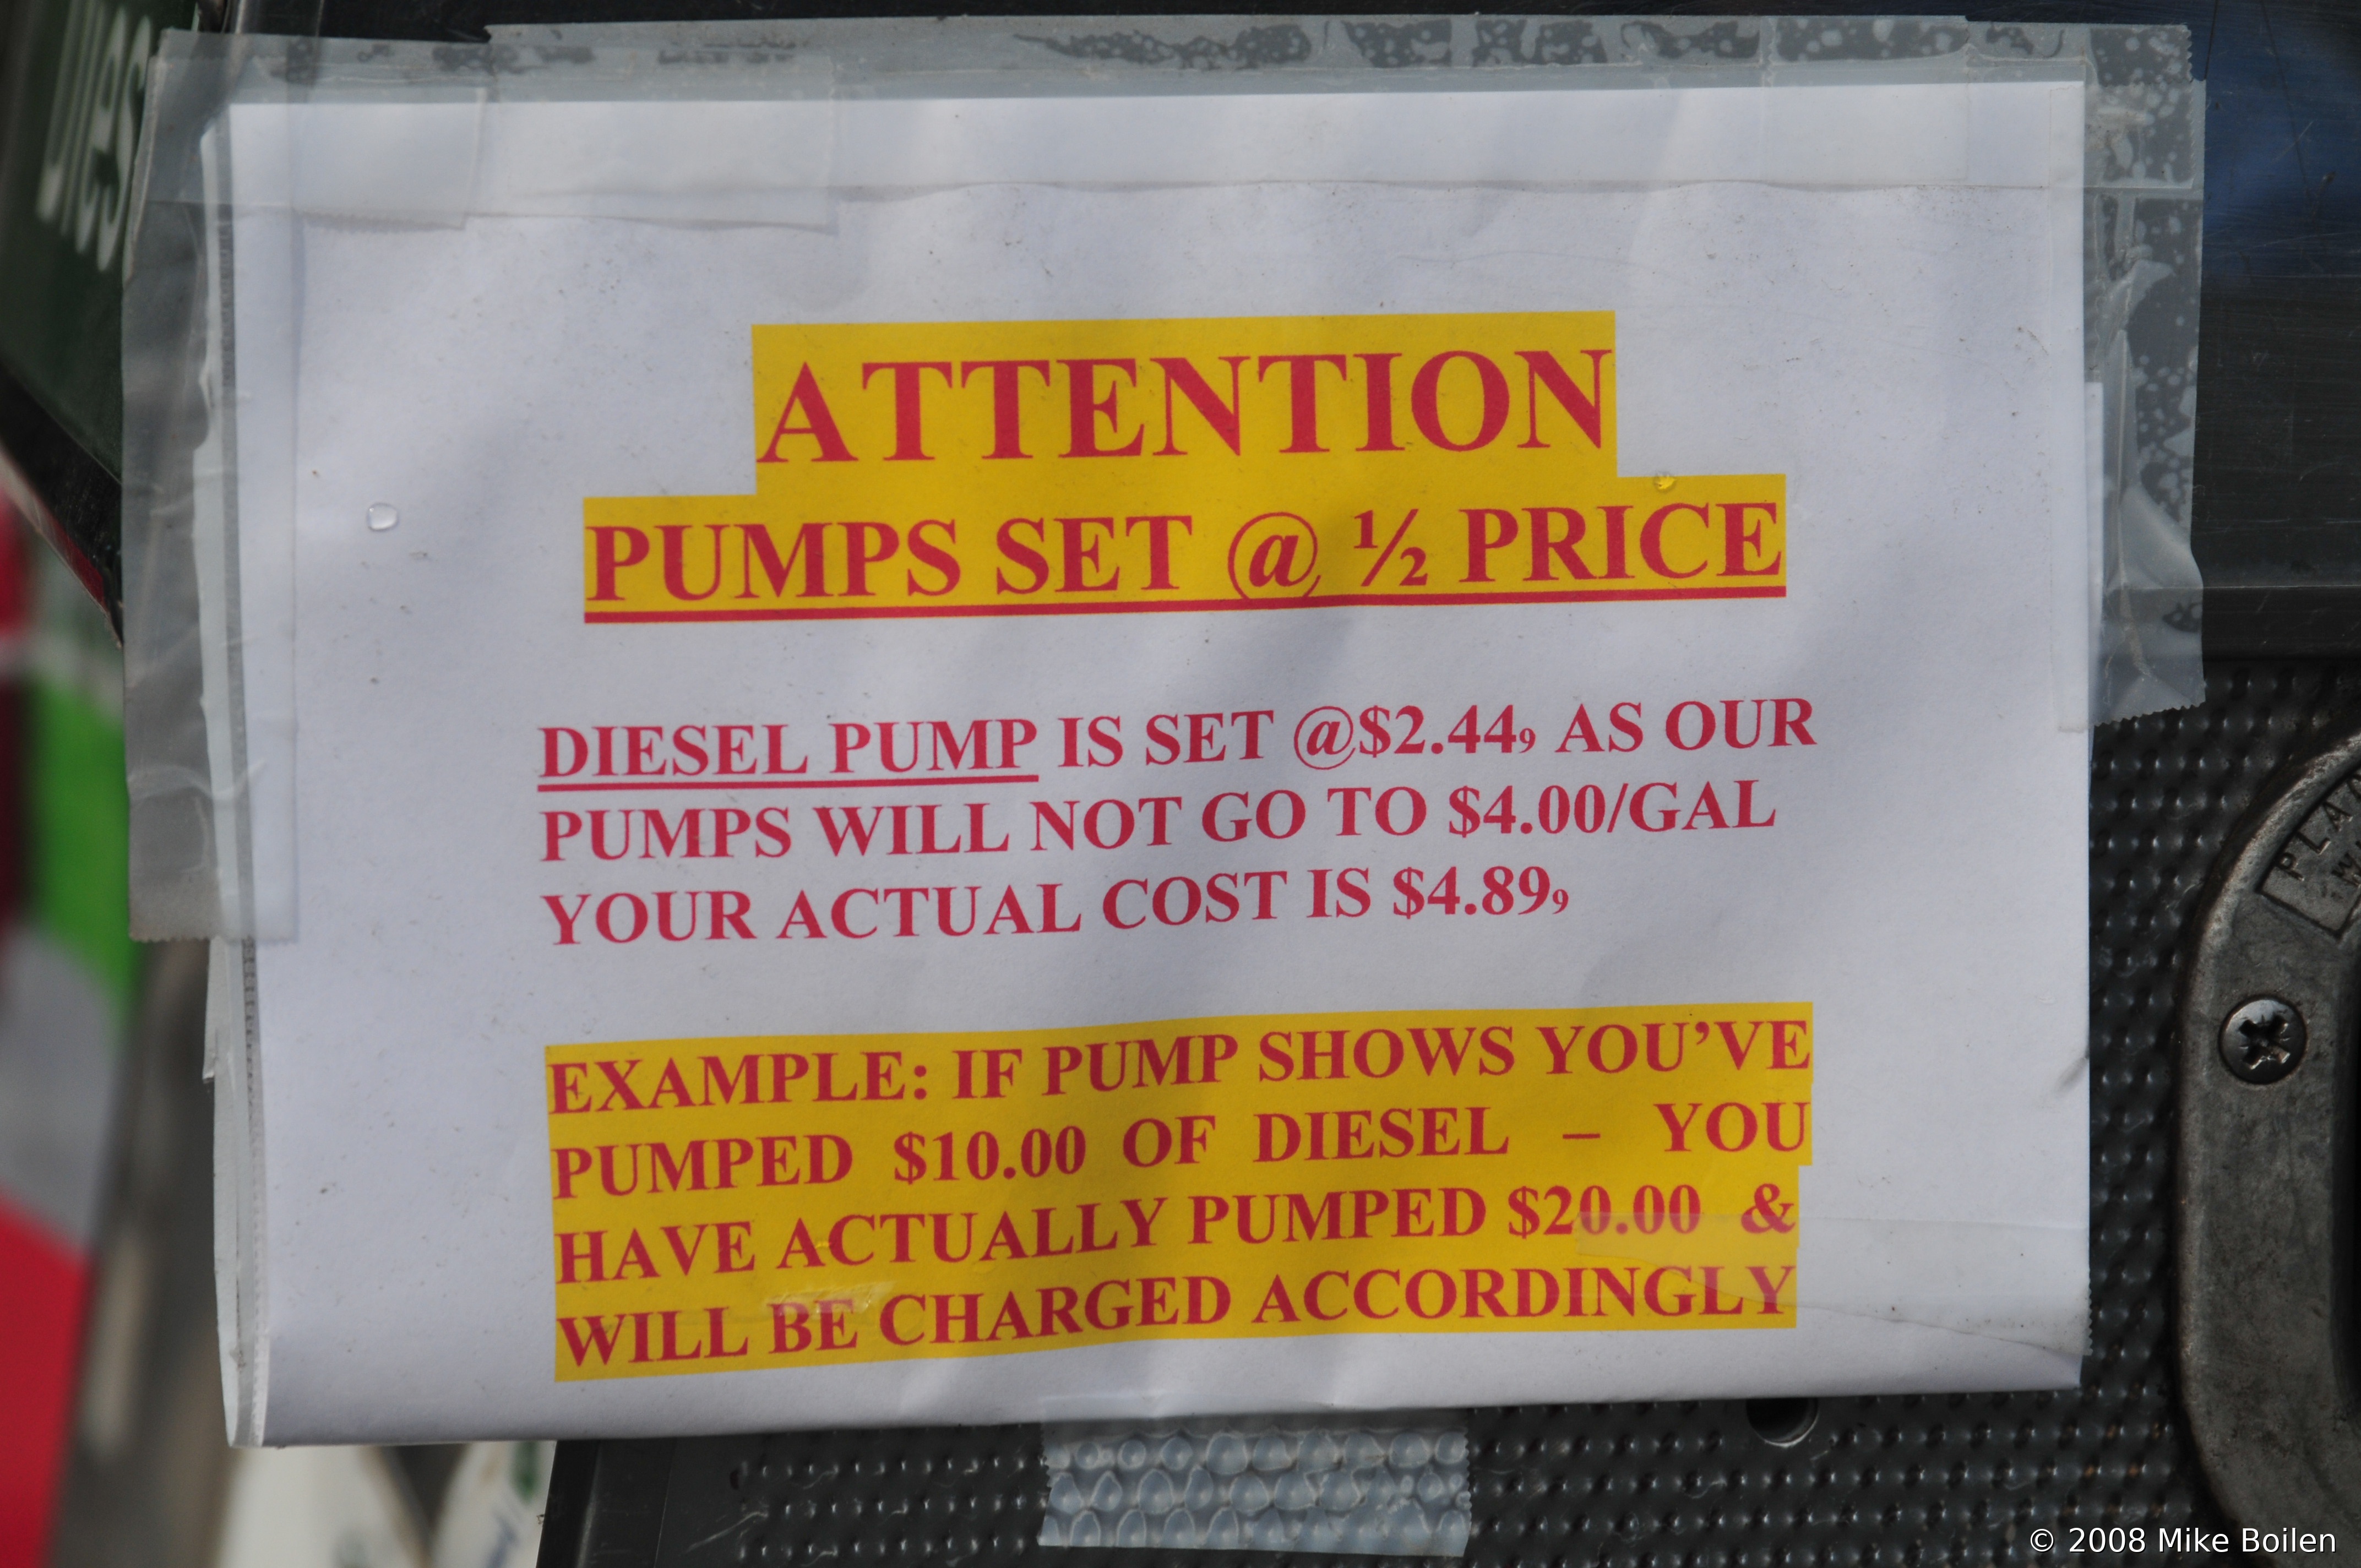 DIES
ATTENTION
PUMPS SET @ ½ PRICE
DIESEL PUMP IS SET @$2.449 AS OUR
PUMPS WILL NOT GO TO $4.00/GAL
YOUR ACTUAL COST IS $4.899
EXAMPLE: IF PUMP SHOWS YOU’VE
PUMPED $10.00 OF DIESEL – YOU
HAVE ACTUALLY PUMPED $20.00 &
WILL BE CHARGED ACCORDINGLY
© 2008 Mike Boilen